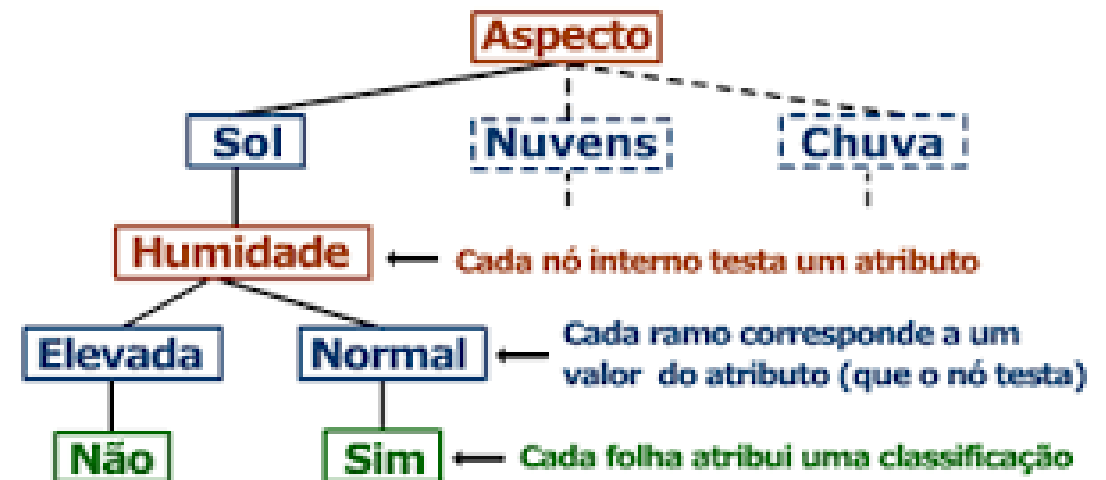 Aspecto
Sol Nuvens Chuva
Humidade Cada nó interno testa um atributo
Elevada Normal Cada ramo corresponde a um
valor do atributo (que o nó testa)
Não Sim Cada folha atribui uma classificação